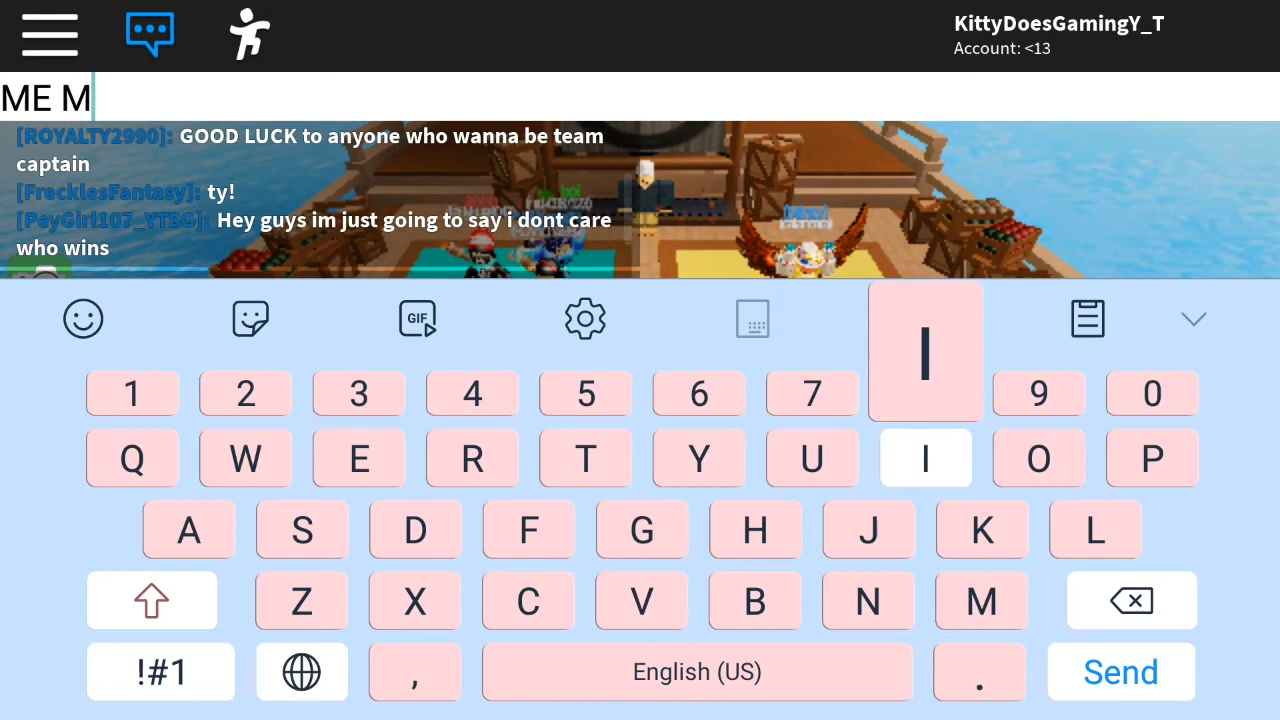 KittyDoesGamingY_T
Account: <13
ME M
[ROYALTY2990]: GOOD LUCK to anyone who wanna be team
captain
[FrecklesFantasy]: ty!
[PeyGirl107_YTSG]: Hey guys im just going to say i dont care
who wins
GIF
I
1 2 3 4 5 6 7 9 0
Q W E R T Y U I O P
A S D F G H J K L
Z X C V B N M
!#1 , English (US) . Send